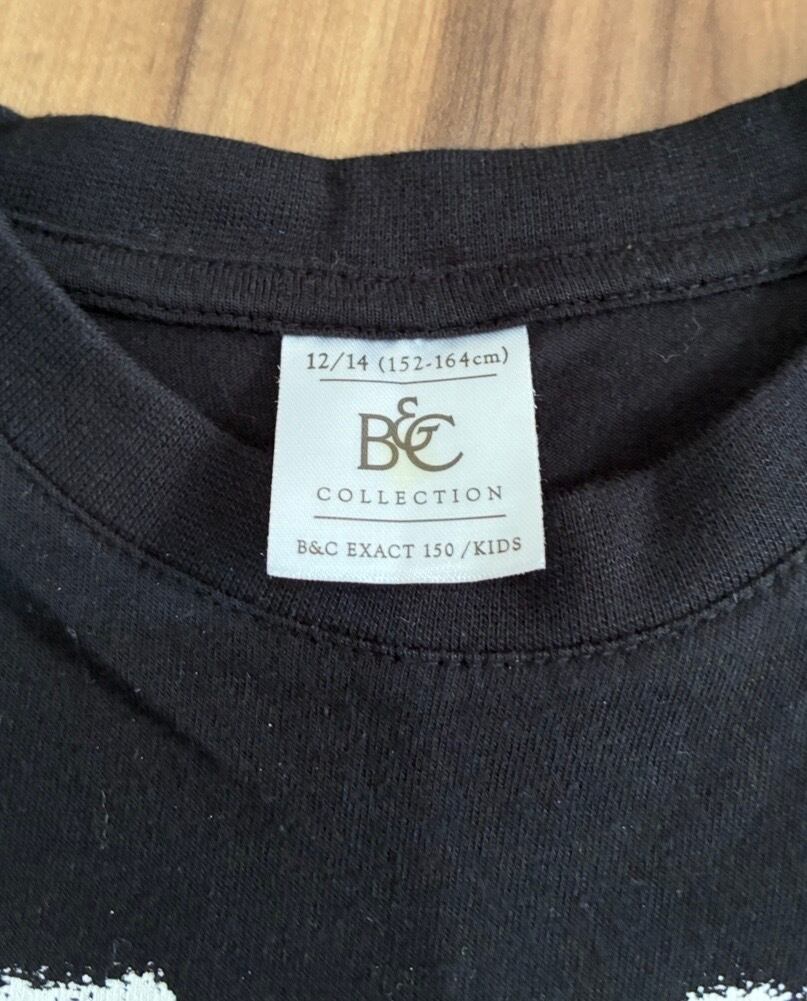 12/14 (152-164cm)
B&C
COLLECTION
B&C EXACT 150 /KIDS